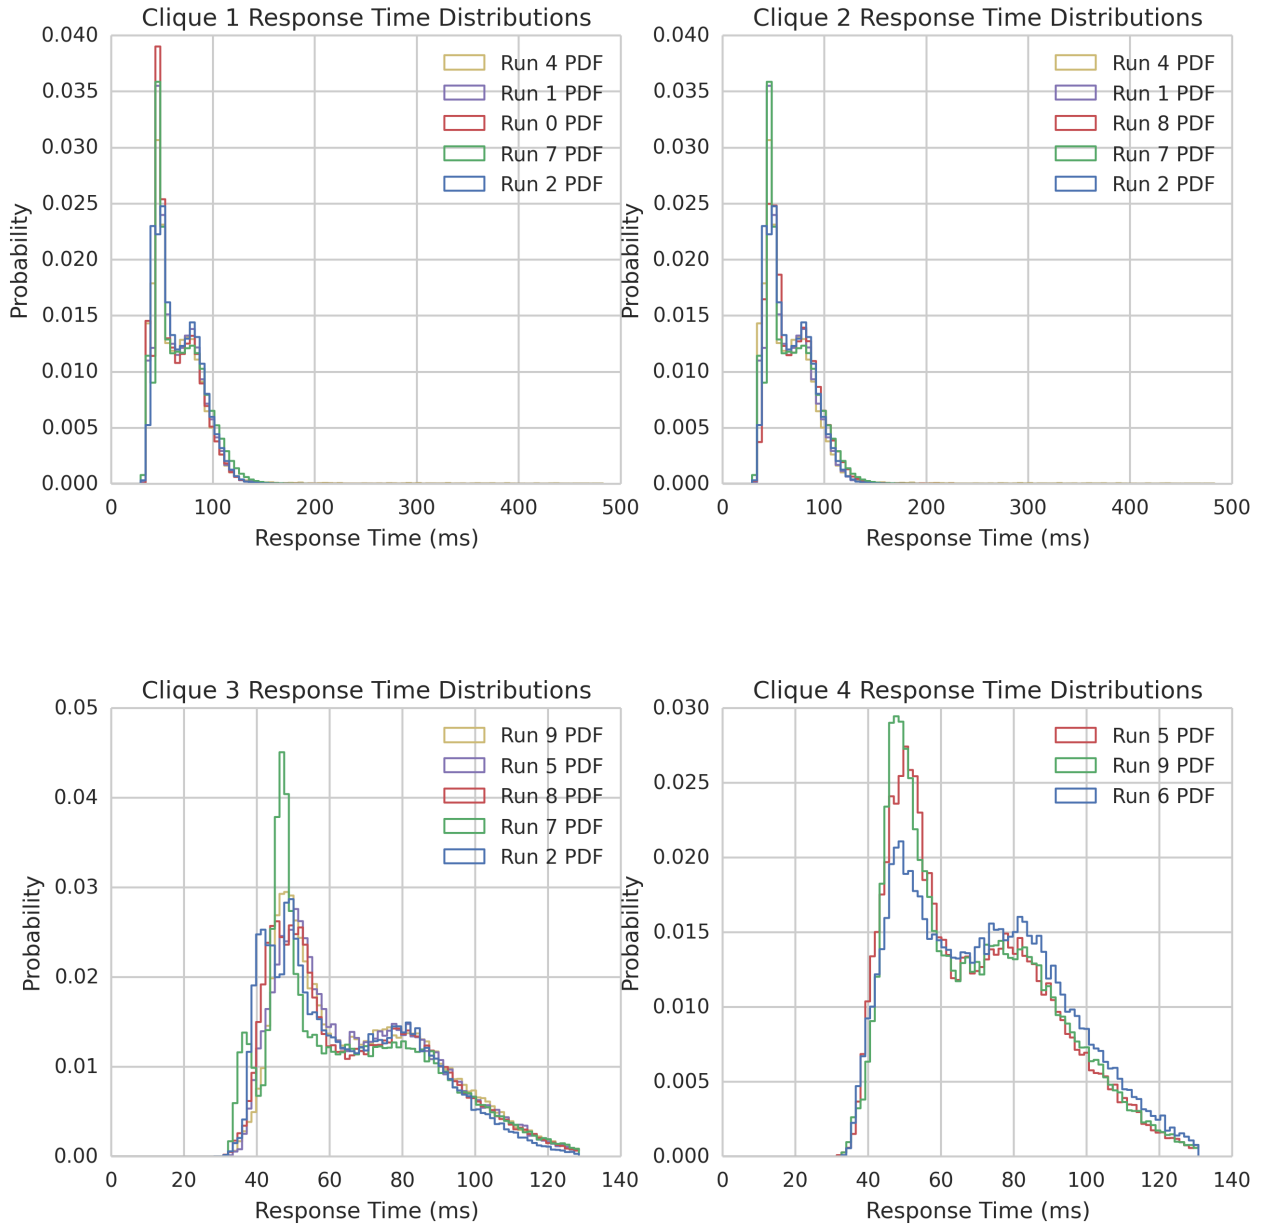 Clique 1 Response Time Distributions
0.040
0.035
0.030
0.025
0.020
0.015
0.010
0.005
0.000
Probability
Run 4 PDF
Run 1 PDF
Run 0 PDF
Run 7 PDF
Run 2 PDF
0 100 200 300 400 500
Response Time (ms)
Clique 2 Response Time Distributions
0.040
0.035
0.030
0.025
0.020
0.015
0.010
0.005
0.000
Probability
Run 4 PDF
Run 1 PDF
Run 8 PDF
Run 7 PDF
Run 2 PDF
0 100 200 300 400 500
Response Time (ms)
Clique 3 Response Time Distributions
0.05
0.04
0.03
0.02
0.01
0.00
Probability
Run 9 PDF
Run 5 PDF
Run 8 PDF
Run 7 PDF
Run 2 PDF
0 20 40 60 80 100 120 140
Response Time (ms)
Clique 4 Response Time Distributions
0.030
0.025
0.020
0.015
0.010
0.005
0.000
Probability
Run 5 PDF
Run 9 PDF
Run 6 PDF
0 20 40 60 80 100 120 140
Response Time (ms)